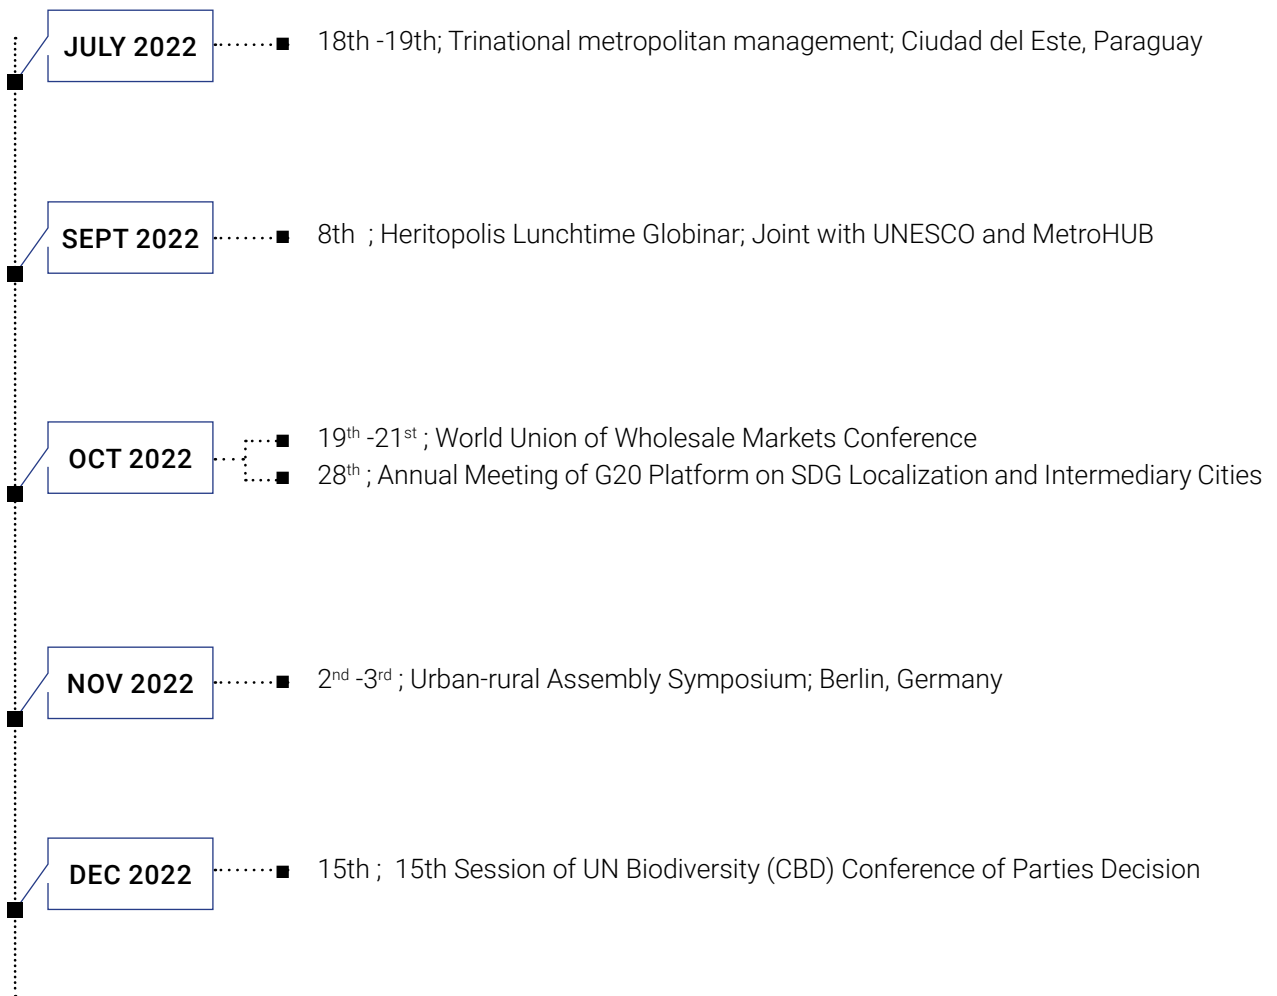 JULY 2022
18th -19th; Trinational metropolitan management; Ciudad del Este, Paraguay
SEPT 2022
8th ; Heritopolis Lunchtime Globinar; Joint with UNESCO and MetroHUB
OCT 2022
19th -21st ; World Union of Wholesale Markets Conference
28th ; Annual Meeting of G20 Platform on SDG Localization and Intermediary Cities
NOV 2022
2nd -3rd ; Urban-rural Assembly Symposium; Berlin, Germany
DEC 2022
15th ; 15th Session of UN Biodiversity (CBD) Conference of Parties Decision